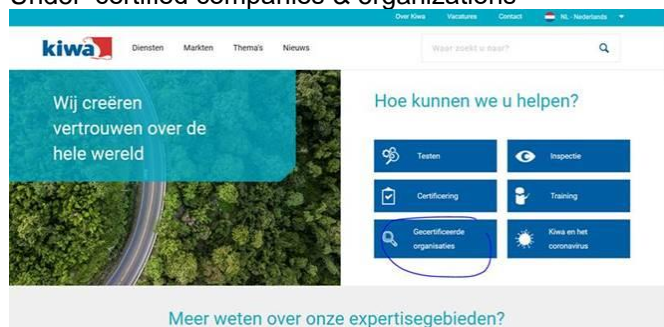 Under "certified companies & organizations"
Over Kiwa Vacatures Contact NL - Nederlands
kiwa Diensten Markten Thema's Nieuws Waar zoekt u naar?
Wij creëren
vertrouwen over de
hele wereld
Hoe kunnen we u helpen?
Testen Inspectie
Certificering Training
Gecertificeerde
organisaties
Kiwa en het
coronavirus
Meer weten over onze expertisegebieden?